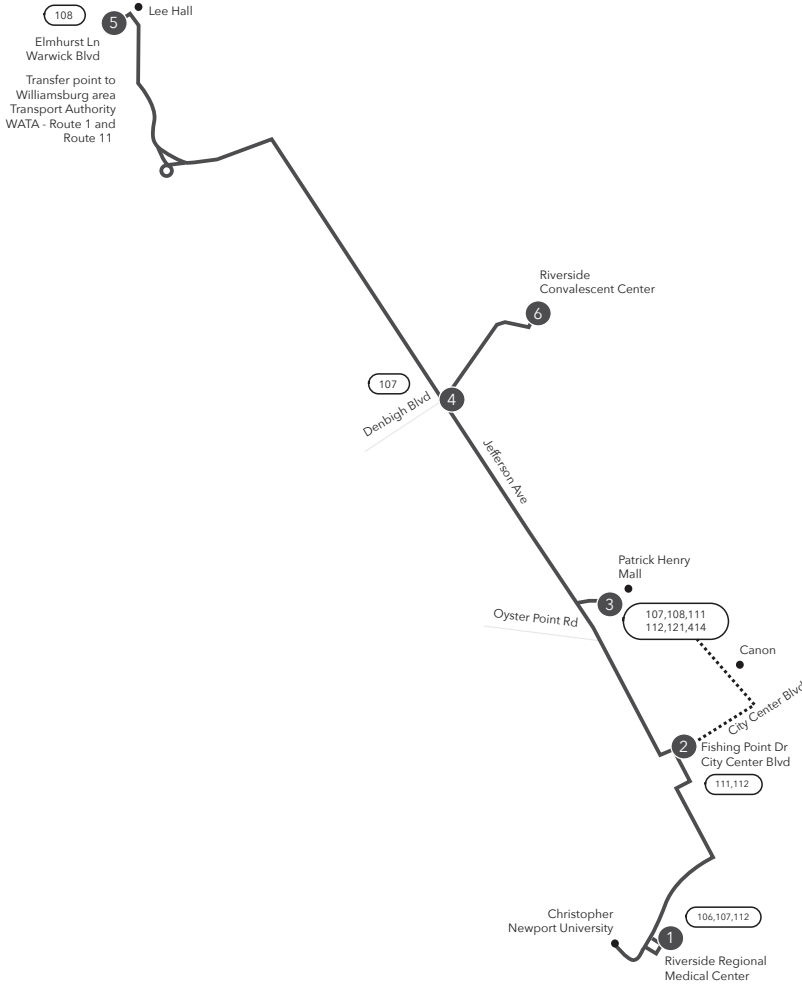 108
5
Lee Hall
Elmhurst Ln
Warwick Blvd
Transfer point to
Williamsburg area
Transport Authority
WATA - Route 1 and
Route 11
Riverside
Convalescent Center
6
107
4
Denbigh Blvd
Jefferson Ave
Patrick Henry
Mall
3
107,108,111
112,121,414
Oyster Point Rd
Canon
City Center Blvd
2
Fishing Point Dr
City Center Blvd
111,112
106,107,112
Christopher
Newport University
1
Riverside Regional
Medical Center